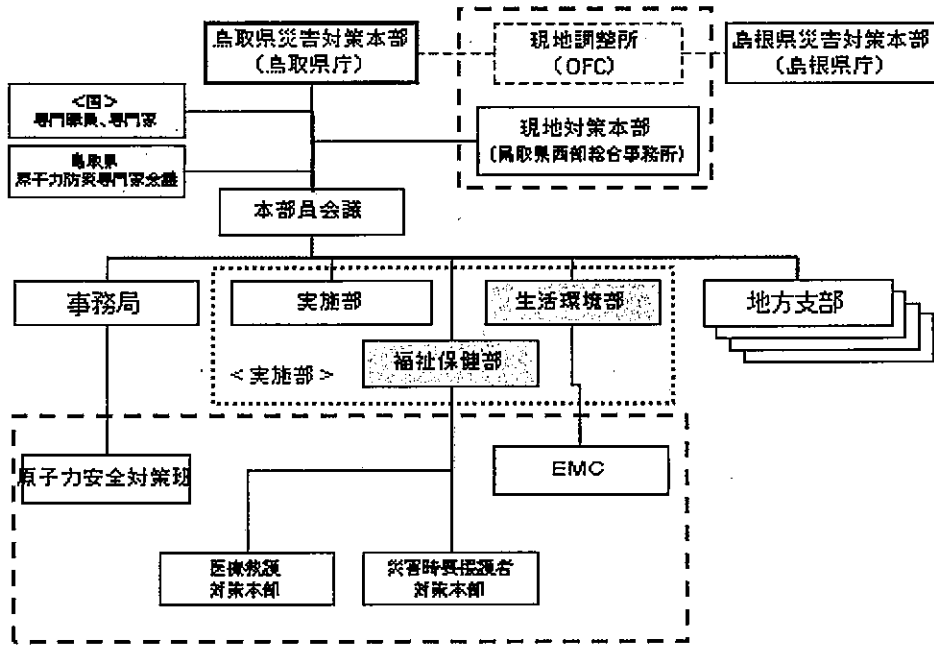 鳥取県災害対策本部
(鳥取県庁)
現地調整所
(OFC)
島根県災害対策本部
(島根県庁)
<国>
専門職員、専門家
現地対策本部
(鳥取県西部総合事務所)
鳥取県
原子力防災専門家会議
本部員会議
事務局
実施部
生活環境部
地方支部
福祉保健部
<実施部>
原子力安全対策班
EMC
医療救護
対策本部
災害時要援護者
対策本部